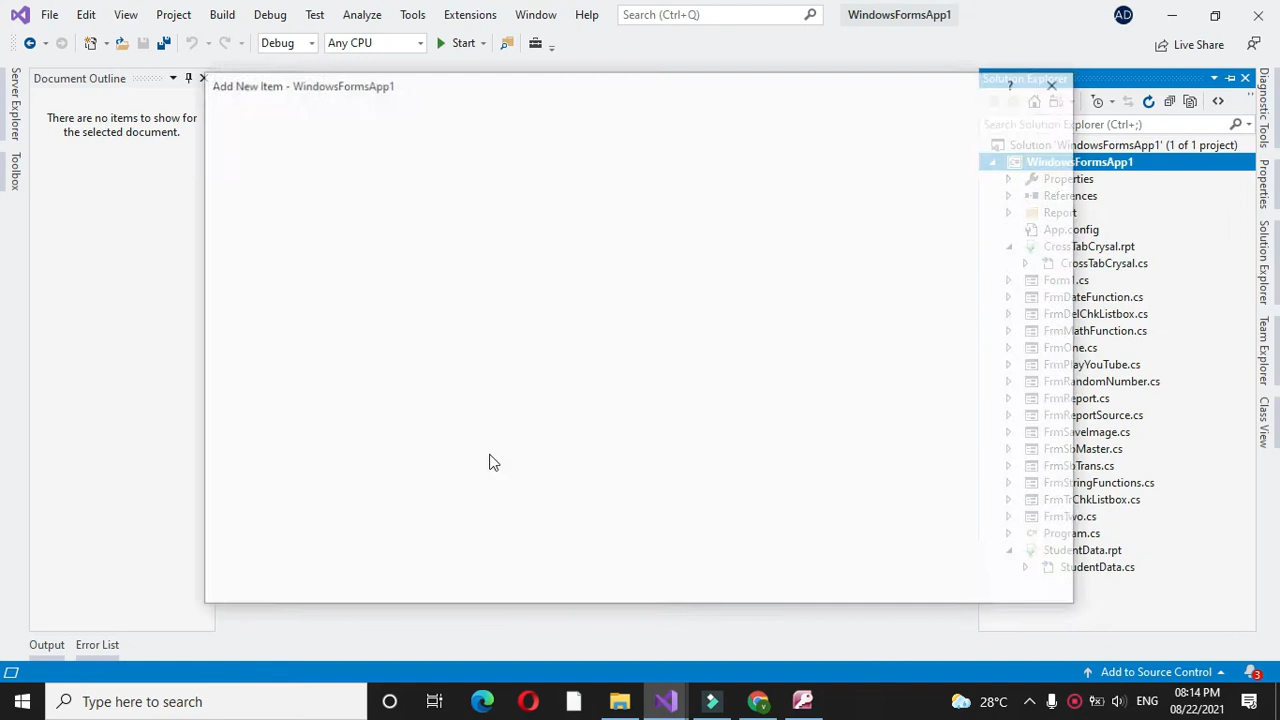 File Edit View Project Build Debug Test Analyze Tools Extensions Window Help Search (Ctrl+Q) WindowsFormsApp1 AD
Debug Any CPU Start Live Share
Server Explorer
Toolbox
Document Outline
There are no items to show for
the selected document.
Add New Item - WindowsFormsApp1
Solution Explorer
Search Solution Explorer (Ctrl+;)
Solution 'WindowsFormsApp1' (1 of 1 project)
WindowsFormsApp1
Properties
References
Report
App.config
CrossTabCrysal.rpt
CrossTabCrysal.cs
Form1.cs
FrmDateFunction.cs
FrmDelChkListbox.cs
FrmMathFunction.cs
FrmOne.cs
FrmPlayYouTube.cs
FrmRandomNumber.cs
FrmReport.cs
FrmReportSource.cs
FrmSaveImage.cs
FrmSbMaster.cs
FrmSbTrans.cs
FrmStringFunctions.cs
FrmTrChkListbox.cs
FrmTwo.cs
Program.cs
StudentData.rpt
StudentData.cs
Diagnostic Tools
Properties
Solution Explorer
Team Explorer
Class View
Output Error List
Add to Source Control 3
Type here to search
28°C ENG
08:14 PM
08/22/2021